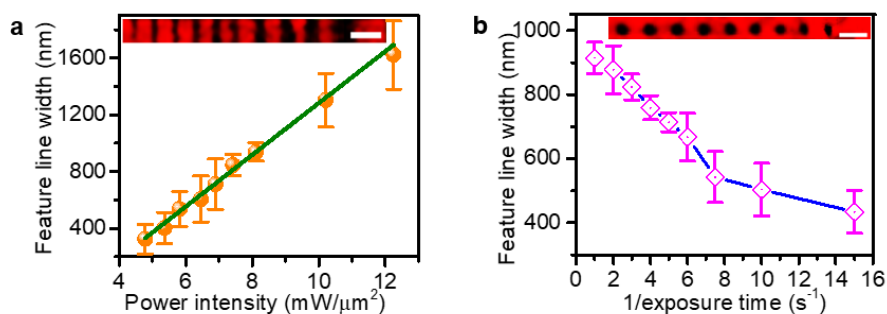 a
Feature line width (nm)
1600
1200
800
400
4 6 8 10 12
Power intensity (mW/μm²)
b
Feature line width (nm)
1000
800
600
400
0 2 4 6 8 10 12 14 16
1/exposure time (s⁻¹)